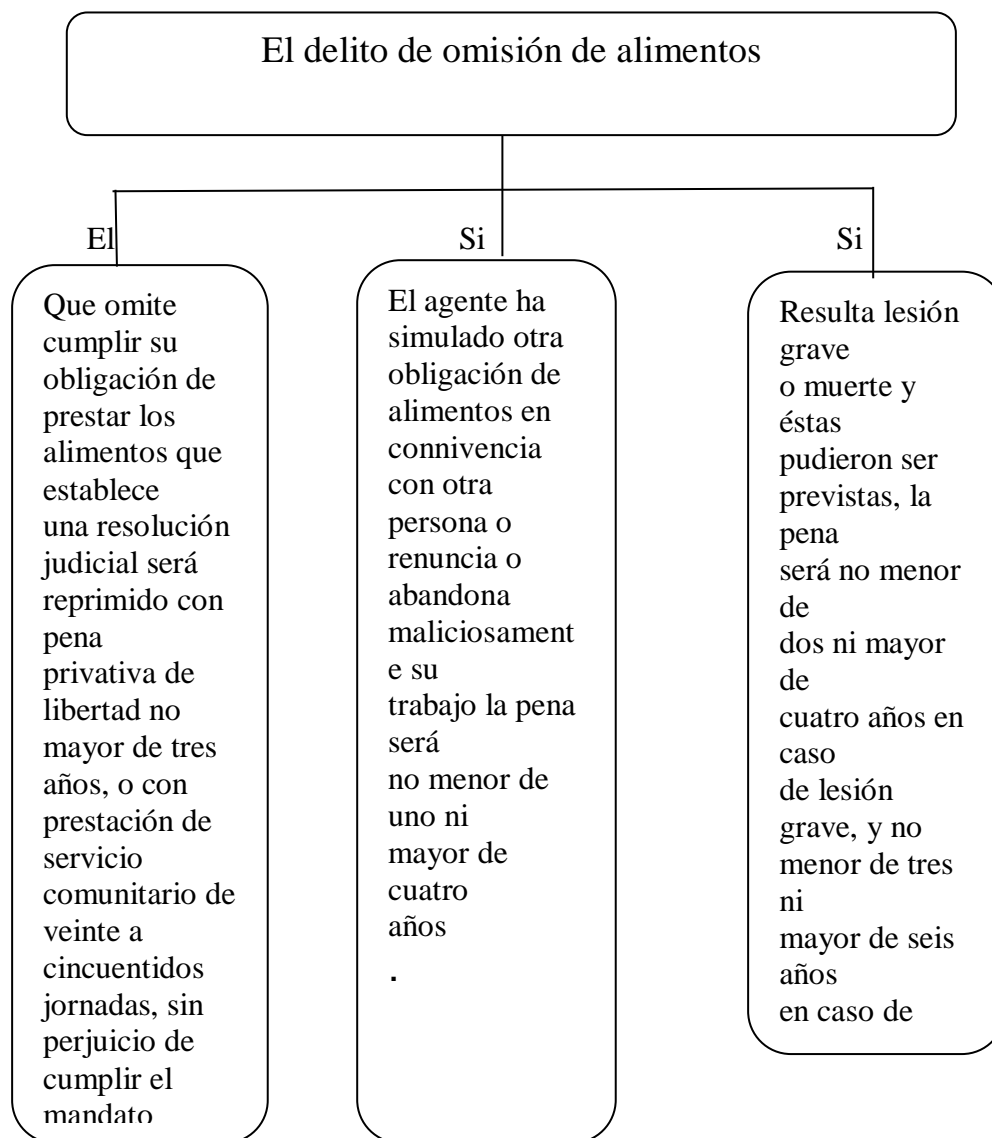 El delito de omisión de alimentos
El
Que omite
cumplir su
obligación de
prestar los
alimentos que
establece
una resolución
judicial será
reprimido con
pena
privativa de
libertad no
mayor de tres
años, o con
prestación de
servicio
comunitario de
veinte a
cincuentidos
jornadas, sin
perjuicio de
cumplir el
mandato
Si
El agente ha
simulado otra
obligación de
alimentos en
connivencia
con otra
persona o
renuncia o
abandona
maliciosament
e su
trabajo la pena
será
no menor de
uno ni
mayor de
cuatro
años
.
Si
Resulta lesión
grave
o muerte y
éstas
pudieron ser
previstas, la
pena
será no menor
de
dos ni mayor
de
cuatro años en
caso
de lesión
grave, y no
menor de tres
ni
mayor de seis
años
en caso de